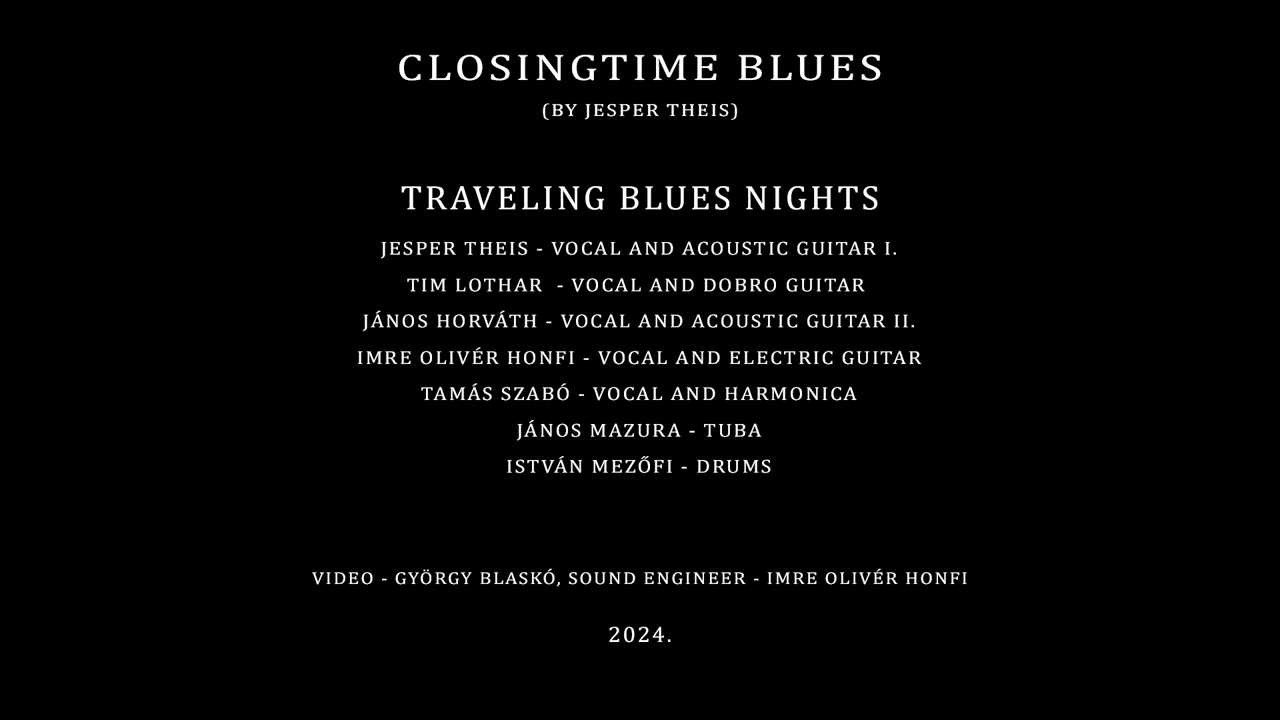 CLOSINGTIME BLUES
(BY JESPER THEIS)
TRAVELING BLUES NIGHTS
JESPER THEIS - VOCAL AND ACOUSTIC GUITAR I.
TIM LOTHAR - VOCAL AND DOBRO GUITAR
JÁNOS HORVÁTH - VOCAL AND ACOUSTIC GUITAR II.
IMRE OLIVÉR HONFI - VOCAL AND ELECTRIC GUITAR
TAMÁS SZABÓ - VOCAL AND HARMONICA
JÁNOS MAZURA - TUBA
ISTVÁN MEZŐFI - DRUMS
VIDEO - GYÖRGY BLASKÓ, SOUND ENGINEER - IMRE OLIVÉR HONFI
2024.